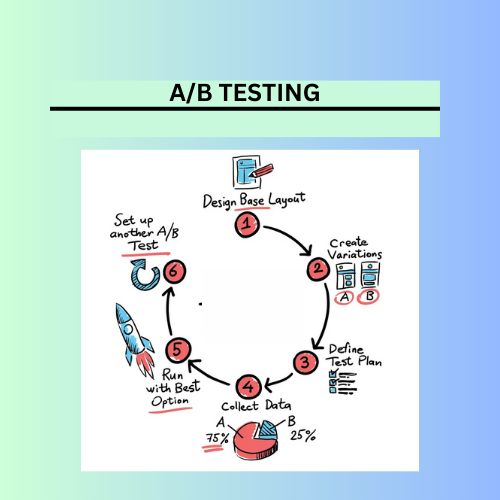 A/B TESTING
Design Base Layout
1
Create
Variations
2
A B
Define
Test Plan
3
4
Collect Data
A B
75% 25%
5
Run
with Best
Option
6
Set up
another A/B
Test